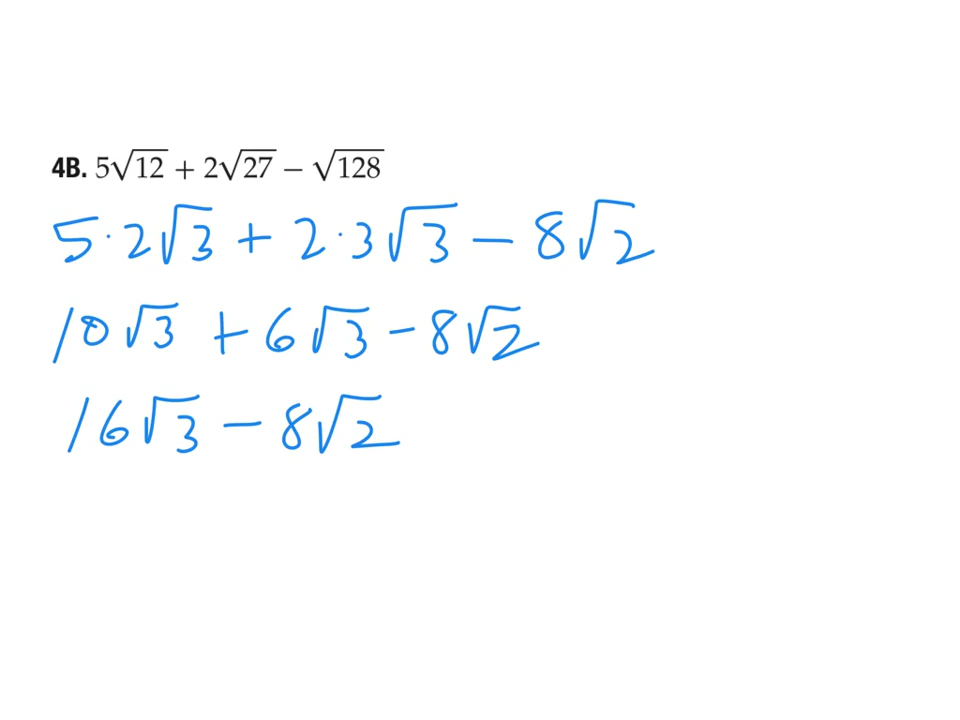 4B. 5√12 + 2√27 − √128
5·2√3 + 2·3√3 − 8√2
10√3 + 6√3 − 8√2
16√3 − 8√2